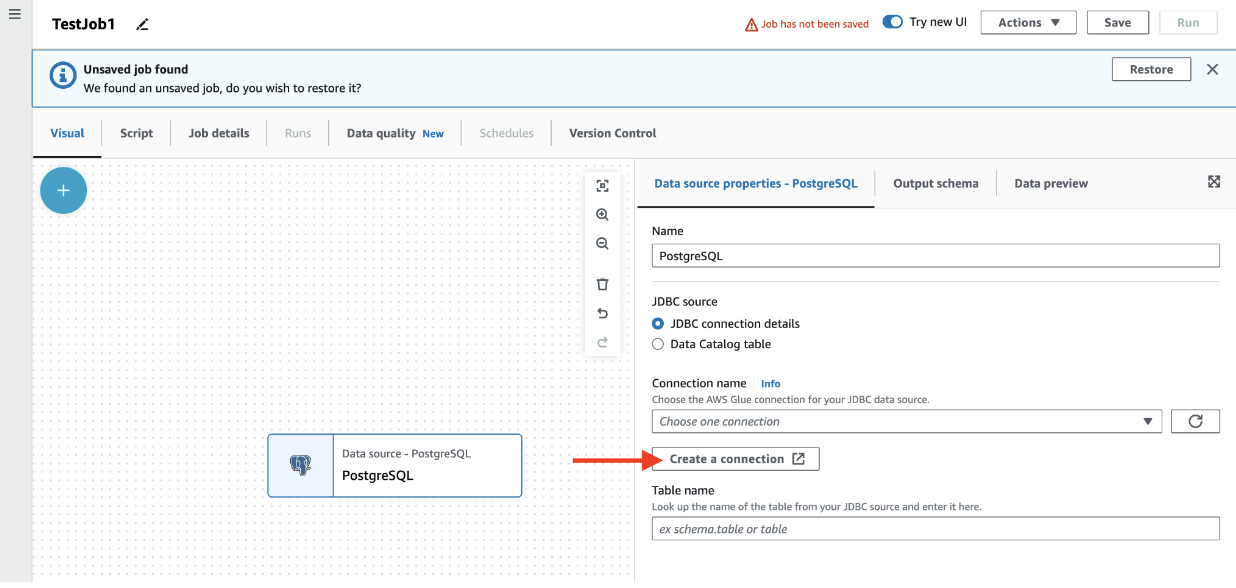 TestJob1
Job has not been saved
Try new UI
Actions
Save
Run
Unsaved job found
We found an unsaved job, do you wish to restore it?
Restore
Visual
Script
Job details
Runs
Data quality New
Schedules
Version Control
Data source properties - PostgreSQL
Output schema
Data preview
Name
PostgreSQL
JDBC source
JDBC connection details
Data Catalog table
Connection name Info
Choose the AWS Glue connection for your JDBC data source.
Choose one connection
Data source - PostgreSQL
PostgreSQL
Create a connection
Table name
Look up the name of the table from your JDBC source and enter it here.
ex schema.table or table